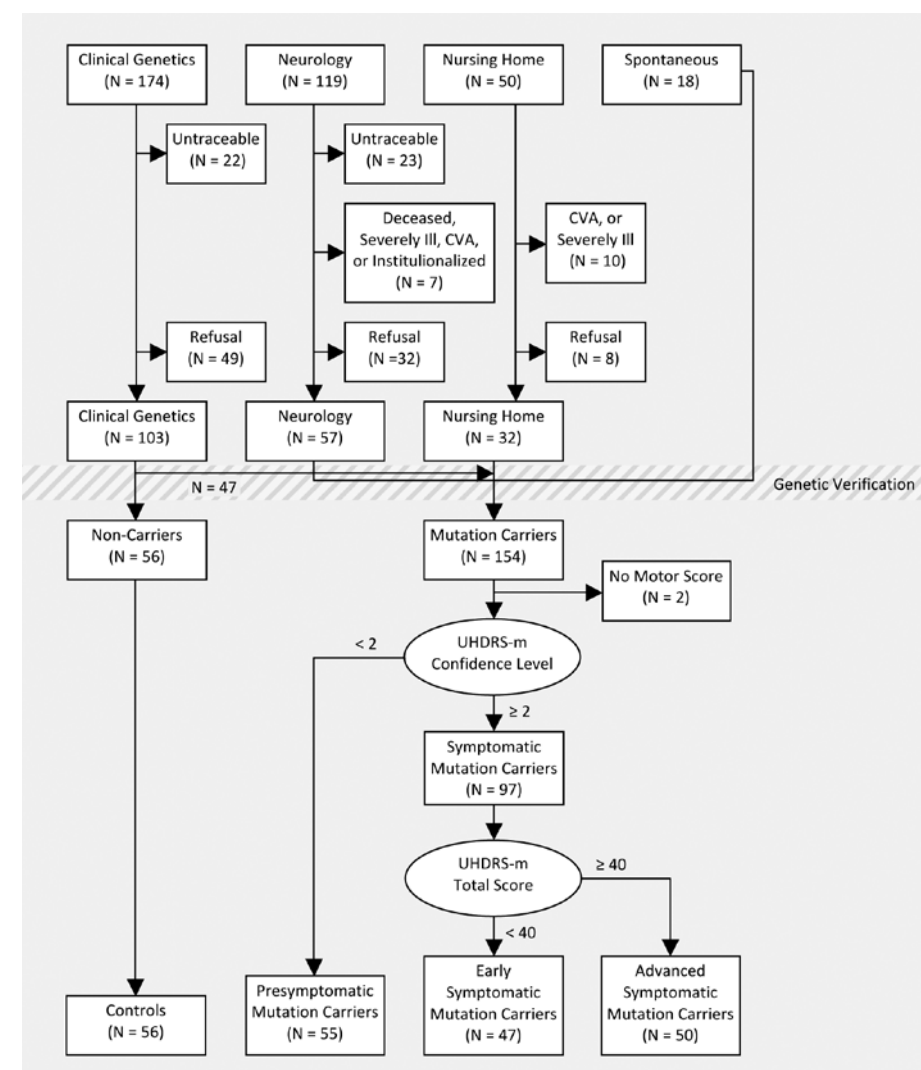 Clinical Genetics
(N = 174)
Neurology
(N = 119)
Nursing Home
(N = 50)
Spontaneous
(N = 18)
Untraceable
(N = 22)
Untraceable
(N = 23)
Deceased,
Severely Ill, CVA,
or Institulionalized
(N = 7)
CVA, or
Severely Ill
(N = 10)
Refusal
(N = 49)
Refusal
(N =32)
Refusal
(N = 8)
Clinical Genetics
(N = 103)
Neurology
(N = 57)
Nursing Home
(N = 32)
N = 47
Genetic Verification
Non-Carriers
(N = 56)
Mutation Carriers
(N = 154)
No Motor Score
(N = 2)
< 2
UHDRS-m
Confidence Level
≥ 2
Symptomatic
Mutation Carriers
(N = 97)
UHDRS-m
Total Score
≥ 40
< 40
Controls
(N = 56)
Presymptomatic
Mutation Carriers
(N = 55)
Early
Symptomatic
Mutation Carriers
(N = 47)
Advanced
Symptomatic
Mutation Carriers
(N = 50)